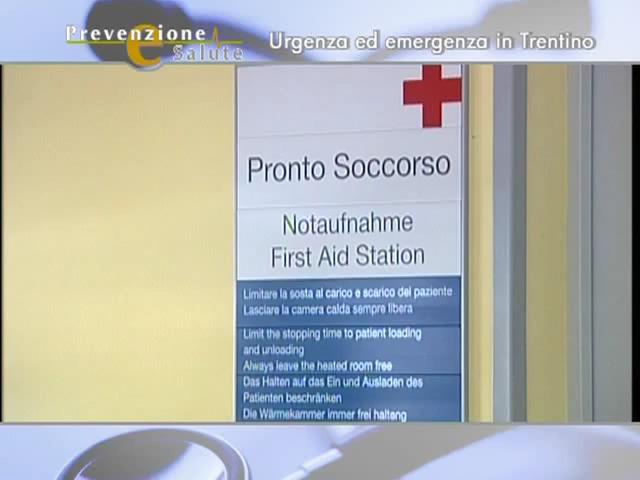 Prevenzione
e Salute
Urgenza ed emergenza in Trentino
Pronto Soccorso
Notaufnahme
First Aid Station
Limitare la sosta al carico e scarico del paziente
Lasciare la camera calda sempre libera
Limit the stopping time to patient loading
and unloading
Always leave the heated room free
Das Halten auf das Ein und Ausladen des
Patienten beschränken
Die Wärmekammer immer frei halteng